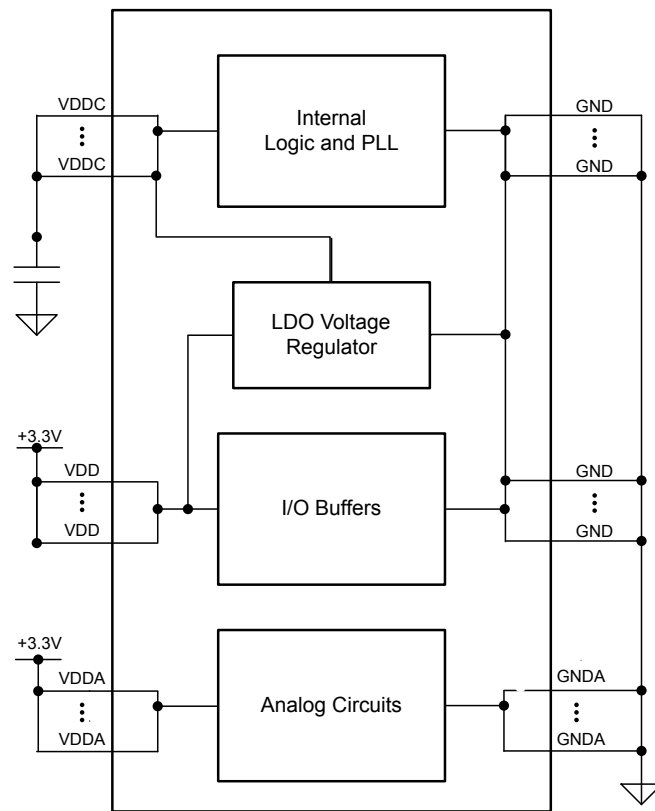 VDDC
VDDC
Internal
Logic and PLL
GND
GND
LDO Voltage
Regulator
+3.3V
VDD
VDD
I/O Buffers
GND
GND
+3.3V
VDDA
VDDA
Analog Circuits
GNDA
GNDA